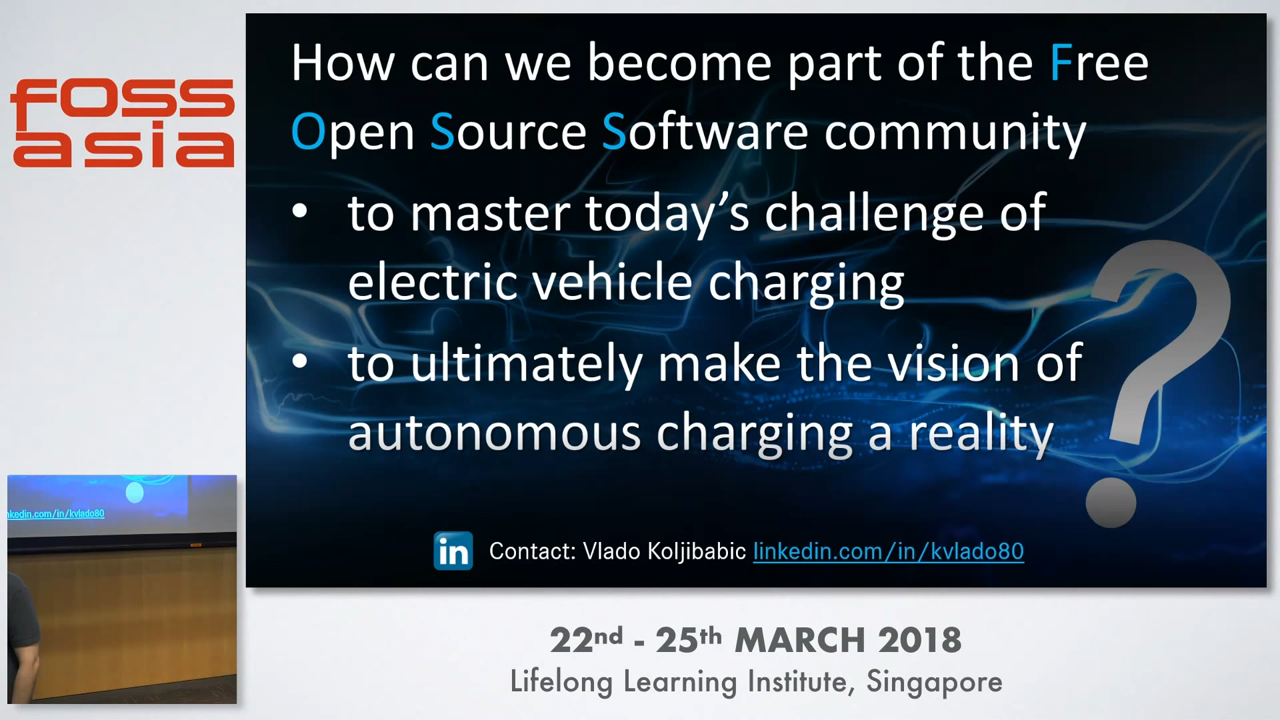 foss
asia
How can we become part of the Free
Open Source Software community
• to master today's challenge of
electric vehicle charging
• to ultimately make the vision of
autonomous charging a reality
?
in Contact: Vlado Koljibabic linkedin.com/in/kvlado80
nkedin.com/in/kvlado80
22nd - 25th MARCH 2018
Lifelong Learning Institute, Singapore